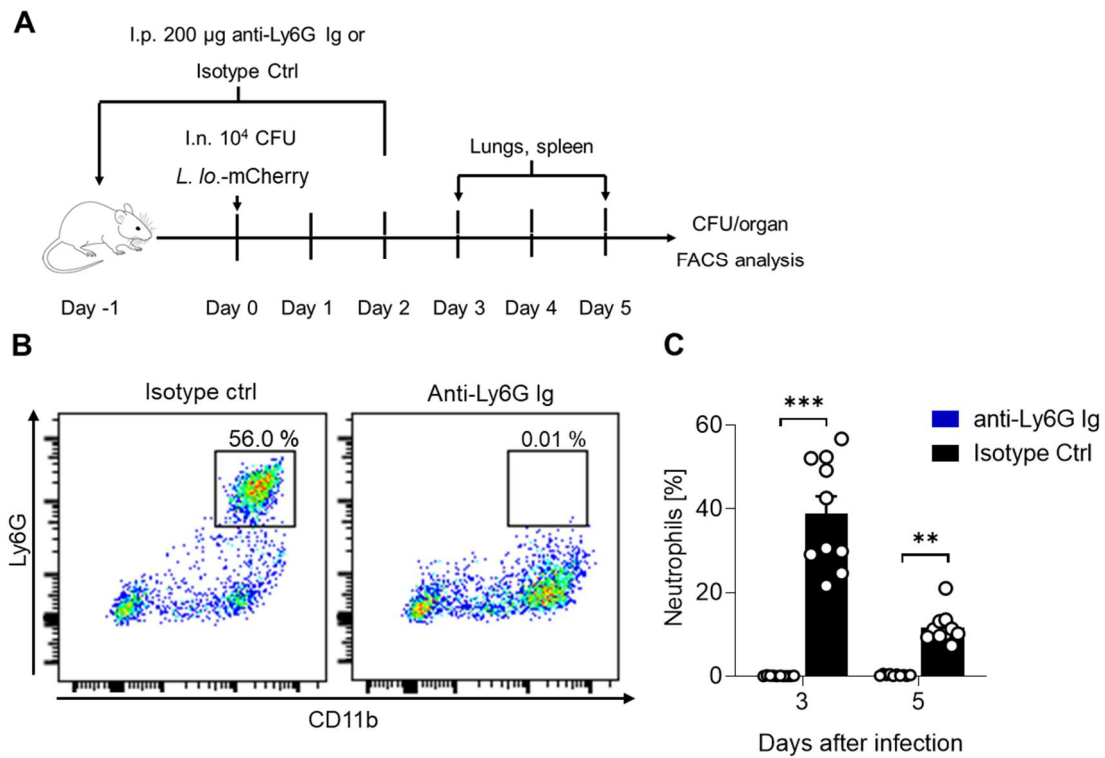 A
I.p. 200 µg anti-Ly6G Ig or
Isotype Ctrl
I.n. 10⁴ CFU
L. lo.-mCherry
Lungs, spleen
CFU/organ
FACS analysis
Day -1 Day 0 Day 1 Day 2 Day 3 Day 4 Day 5
B
Isotype ctrl
Anti-Ly6G Ig
56.0 %
0.01 %
Ly6G
CD11b
C
anti-Ly6G Ig
Isotype Ctrl
***
**
Neutrophils [%]
60
40
20
0
3 5
Days after infection